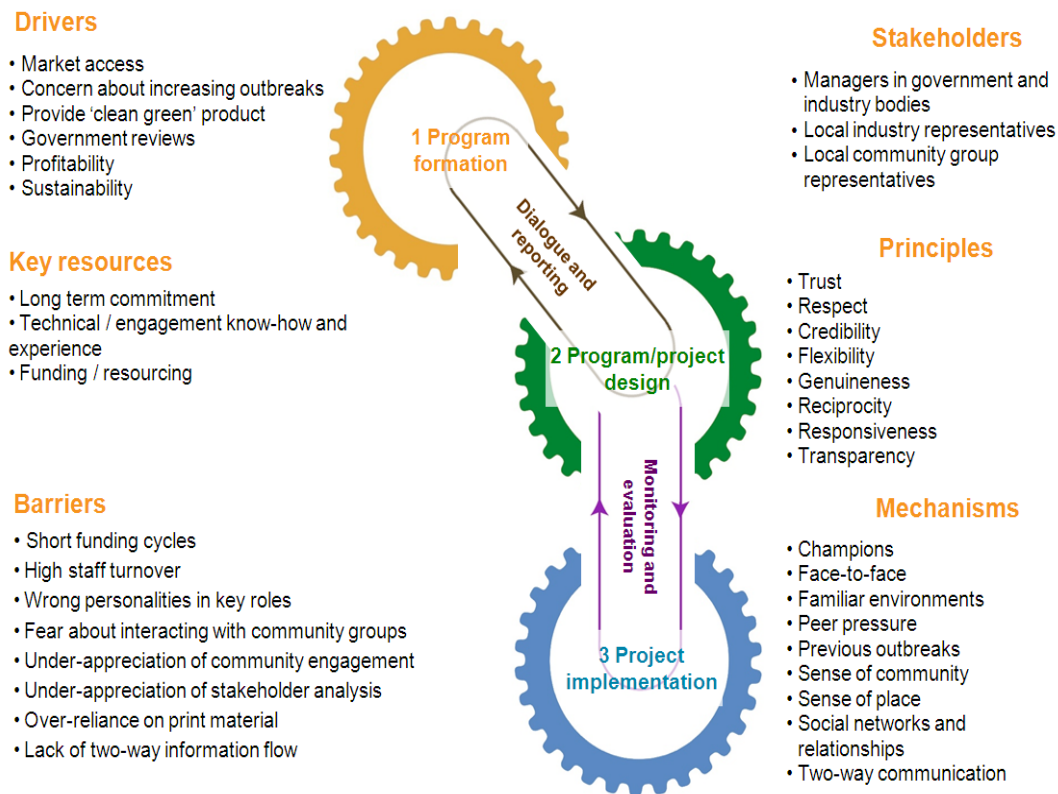 Drivers
• Market access
• Concern about increasing outbreaks
• Provide ‘clean green’ product
• Government reviews
• Profitability
• Sustainability
Key resources
• Long term commitment
• Technical / engagement know-how and
experience
• Funding / resourcing
Barriers
• Short funding cycles
• High staff turnover
• Wrong personalities in key roles
• Fear about interacting with community groups
• Under-appreciation of community engagement
• Under-appreciation of stakeholder analysis
• Over-reliance on print material
• Lack of two-way information flow
1 Program
formation
Dialogue and
reporting
2 Program/project
design
Monitoring and
evaluation
3 Project
implementation
Stakeholders
• Managers in government and
industry bodies
• Local industry representatives
• Local community group
representatives
Principles
• Trust
• Respect
• Credibility
• Flexibility
• Genuineness
• Reciprocity
• Responsiveness
• Transparency
Mechanisms
• Champions
• Face-to-face
• Familiar environments
• Peer pressure
• Previous outbreaks
• Sense of community
• Sense of place
• Social networks and
relationships
• Two-way communication